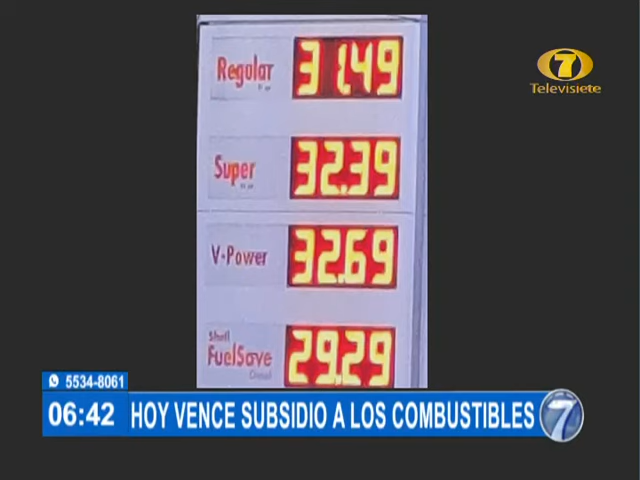 7
Televisiete
Regular 31.49
Super 32.39
V-Power 32.69
Shell
FuelSave 29.29
Diesel
5534-8061
06:42 HOY VENCE SUBSIDIO A LOS COMBUSTIBLES 7